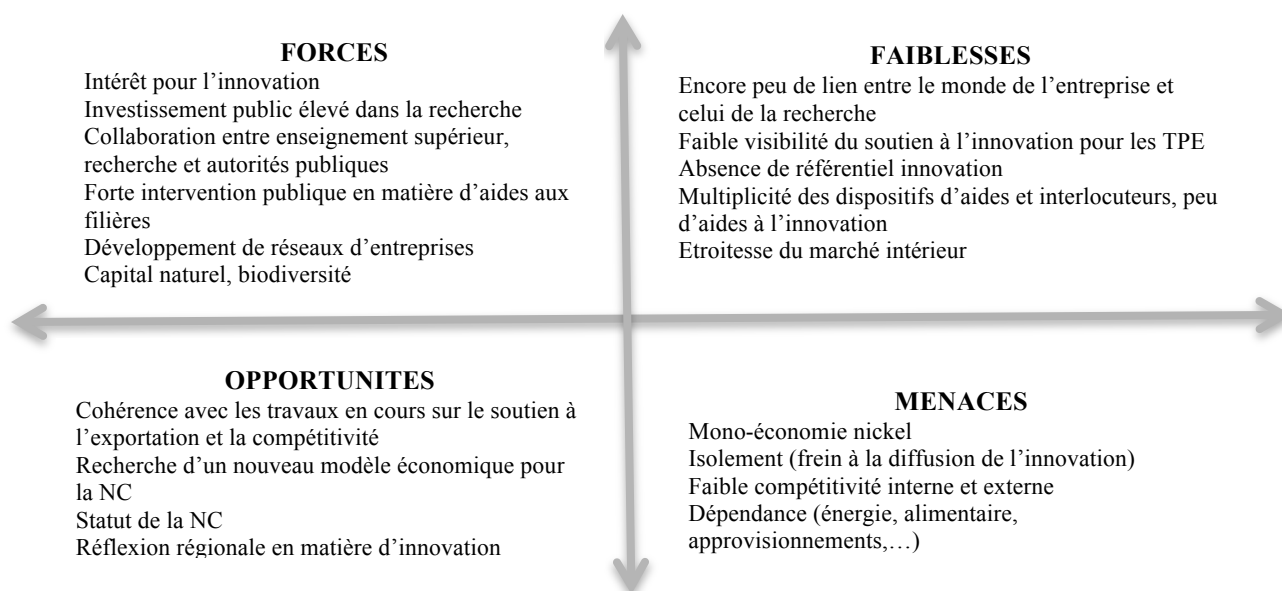 FORCES
Intérêt pour l’innovation
Investissement public élevé dans la recherche
Collaboration entre enseignement supérieur,
recherche et autorités publiques
Forte intervention publique en matière d’aides aux
filières
Développement de réseaux d’entreprises
Capital naturel, biodiversité
FAIBLESSES
Encore peu de lien entre le monde de l’entreprise et
celui de la recherche
Faible visibilité du soutien à l’innovation pour les TPE
Absence de référentiel innovation
Multiplicité des dispositifs d’aides et interlocuteurs, peu
d’aides à l’innovation
Etroitesse du marché intérieur
OPPORTUNITES
Cohérence avec les travaux en cours sur le soutien à
l’exportation et la compétitivité
Recherche d’un nouveau modèle économique pour
la NC
Statut de la NC
Réflexion régionale en matière d’innovation
MENACES
Mono-économie nickel
Isolement (frein à la diffusion de l’innovation)
Faible compétitivité interne et externe
Dépendance (énergie, alimentaire,
approvisionnements,…)